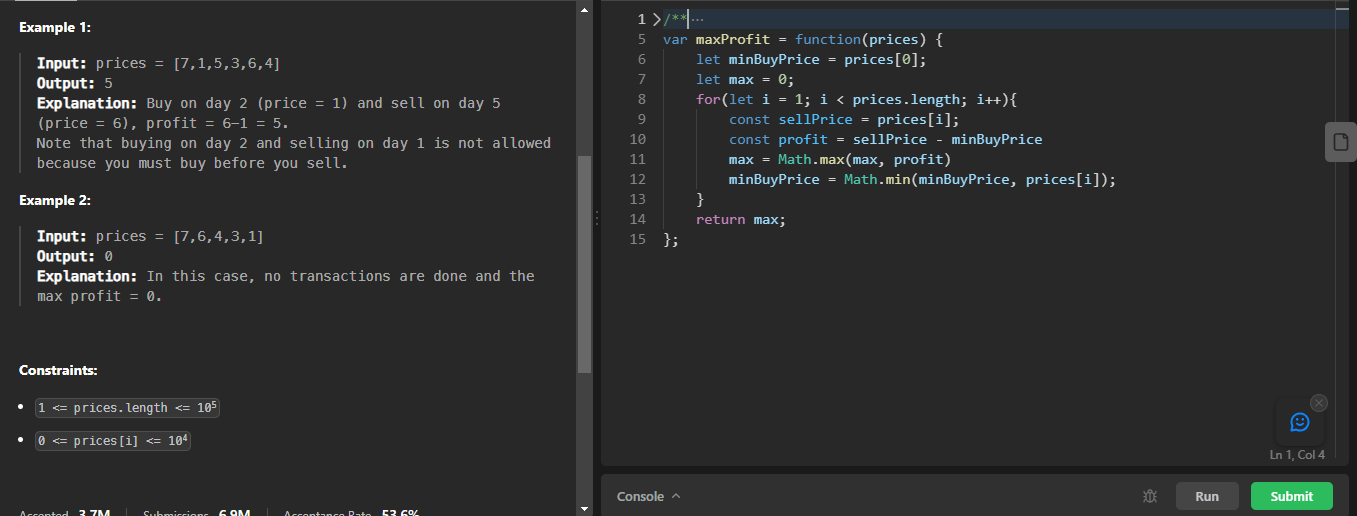 Example 1:
Input: prices = [7,1,5,3,6,4]
Output: 5
Explanation: Buy on day 2 (price = 1) and sell on day 5
(price = 6), profit = 6-1 = 5.
Note that buying on day 2 and selling on day 1 is not allowed
because you must buy before you sell.
Example 2:
Input: prices = [7,6,4,3,1]
Output: 0
Explanation: In this case, no transactions are done and the
max profit = 0.
Constraints:
• 1 <= prices.length <= 10⁵
• 0 <= prices[i] <= 10⁴
Accepted 3.7M Submissions 6.9M Acceptance Rate 53.6%
1 /** ···
5 var maxProfit = function(prices) {
6 let minBuyPrice = prices[0];
7 let max = 0;
8 for(let i = 1; i < prices.length; i++){
9 const sellPrice = prices[i];
10 const profit = sellPrice - minBuyPrice
11 max = Math.max(max, profit)
12 minBuyPrice = Math.min(minBuyPrice, prices[i]);
13 }
14 return max;
15 };
Ln 1, Col 4
Console
Run
Submit